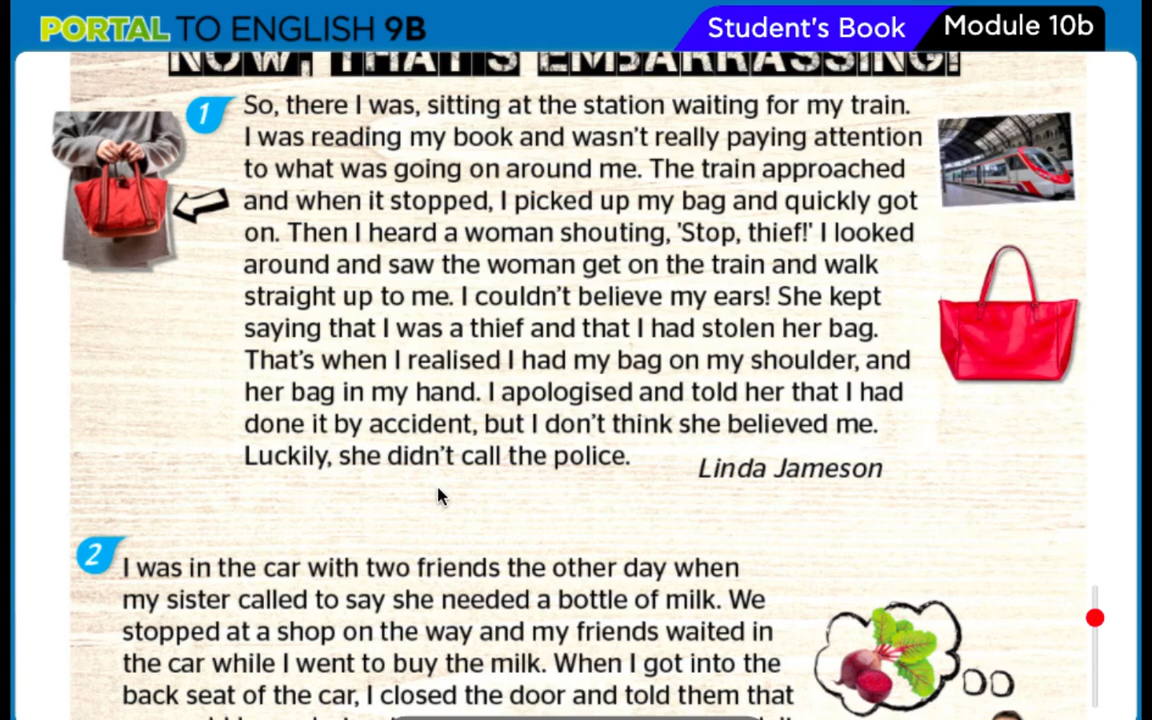 PORTAL TO ENGLISH 9B
Student's Book
Module 10b
NOW, THAT'S EMBARRASSING!
1
So, there I was, sitting at the station waiting for my train.
I was reading my book and wasn't really paying attention
to what was going on around me. The train approached
and when it stopped, I picked up my bag and quickly got
on. Then I heard a woman shouting, 'Stop, thief!' I looked
around and saw the woman get on the train and walk
straight up to me. I couldn't believe my ears! She kept
saying that I was a thief and that I had stolen her bag.
That's when I realised I had my bag on my shoulder, and
her bag in my hand. I apologised and told her that I had
done it by accident, but I don't think she believed me.
Luckily, she didn't call the police.
Linda Jameson
2
I was in the car with two friends the other day when
my sister called to say she needed a bottle of milk. We
stopped at a shop on the way and my friends waited in
the car while I went to buy the milk. When I got into the
back seat of the car, I closed the door and told them that